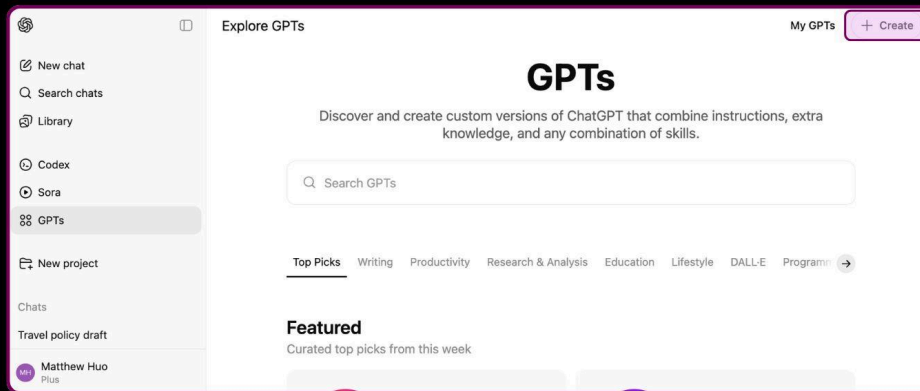 Explore GPTs
My GPTs
+ Create
New chat
Search chats
Library
Codex
Sora
GPTs
New project
Chats
Travel policy draft
MH
Matthew Huo
Plus
GPTs
Discover and create custom versions of ChatGPT that combine instructions, extra
knowledge, and any combination of skills.
Search GPTs
Top Picks Writing Productivity Research & Analysis Education Lifestyle DALL·E Programm
Featured
Curated top picks from this week